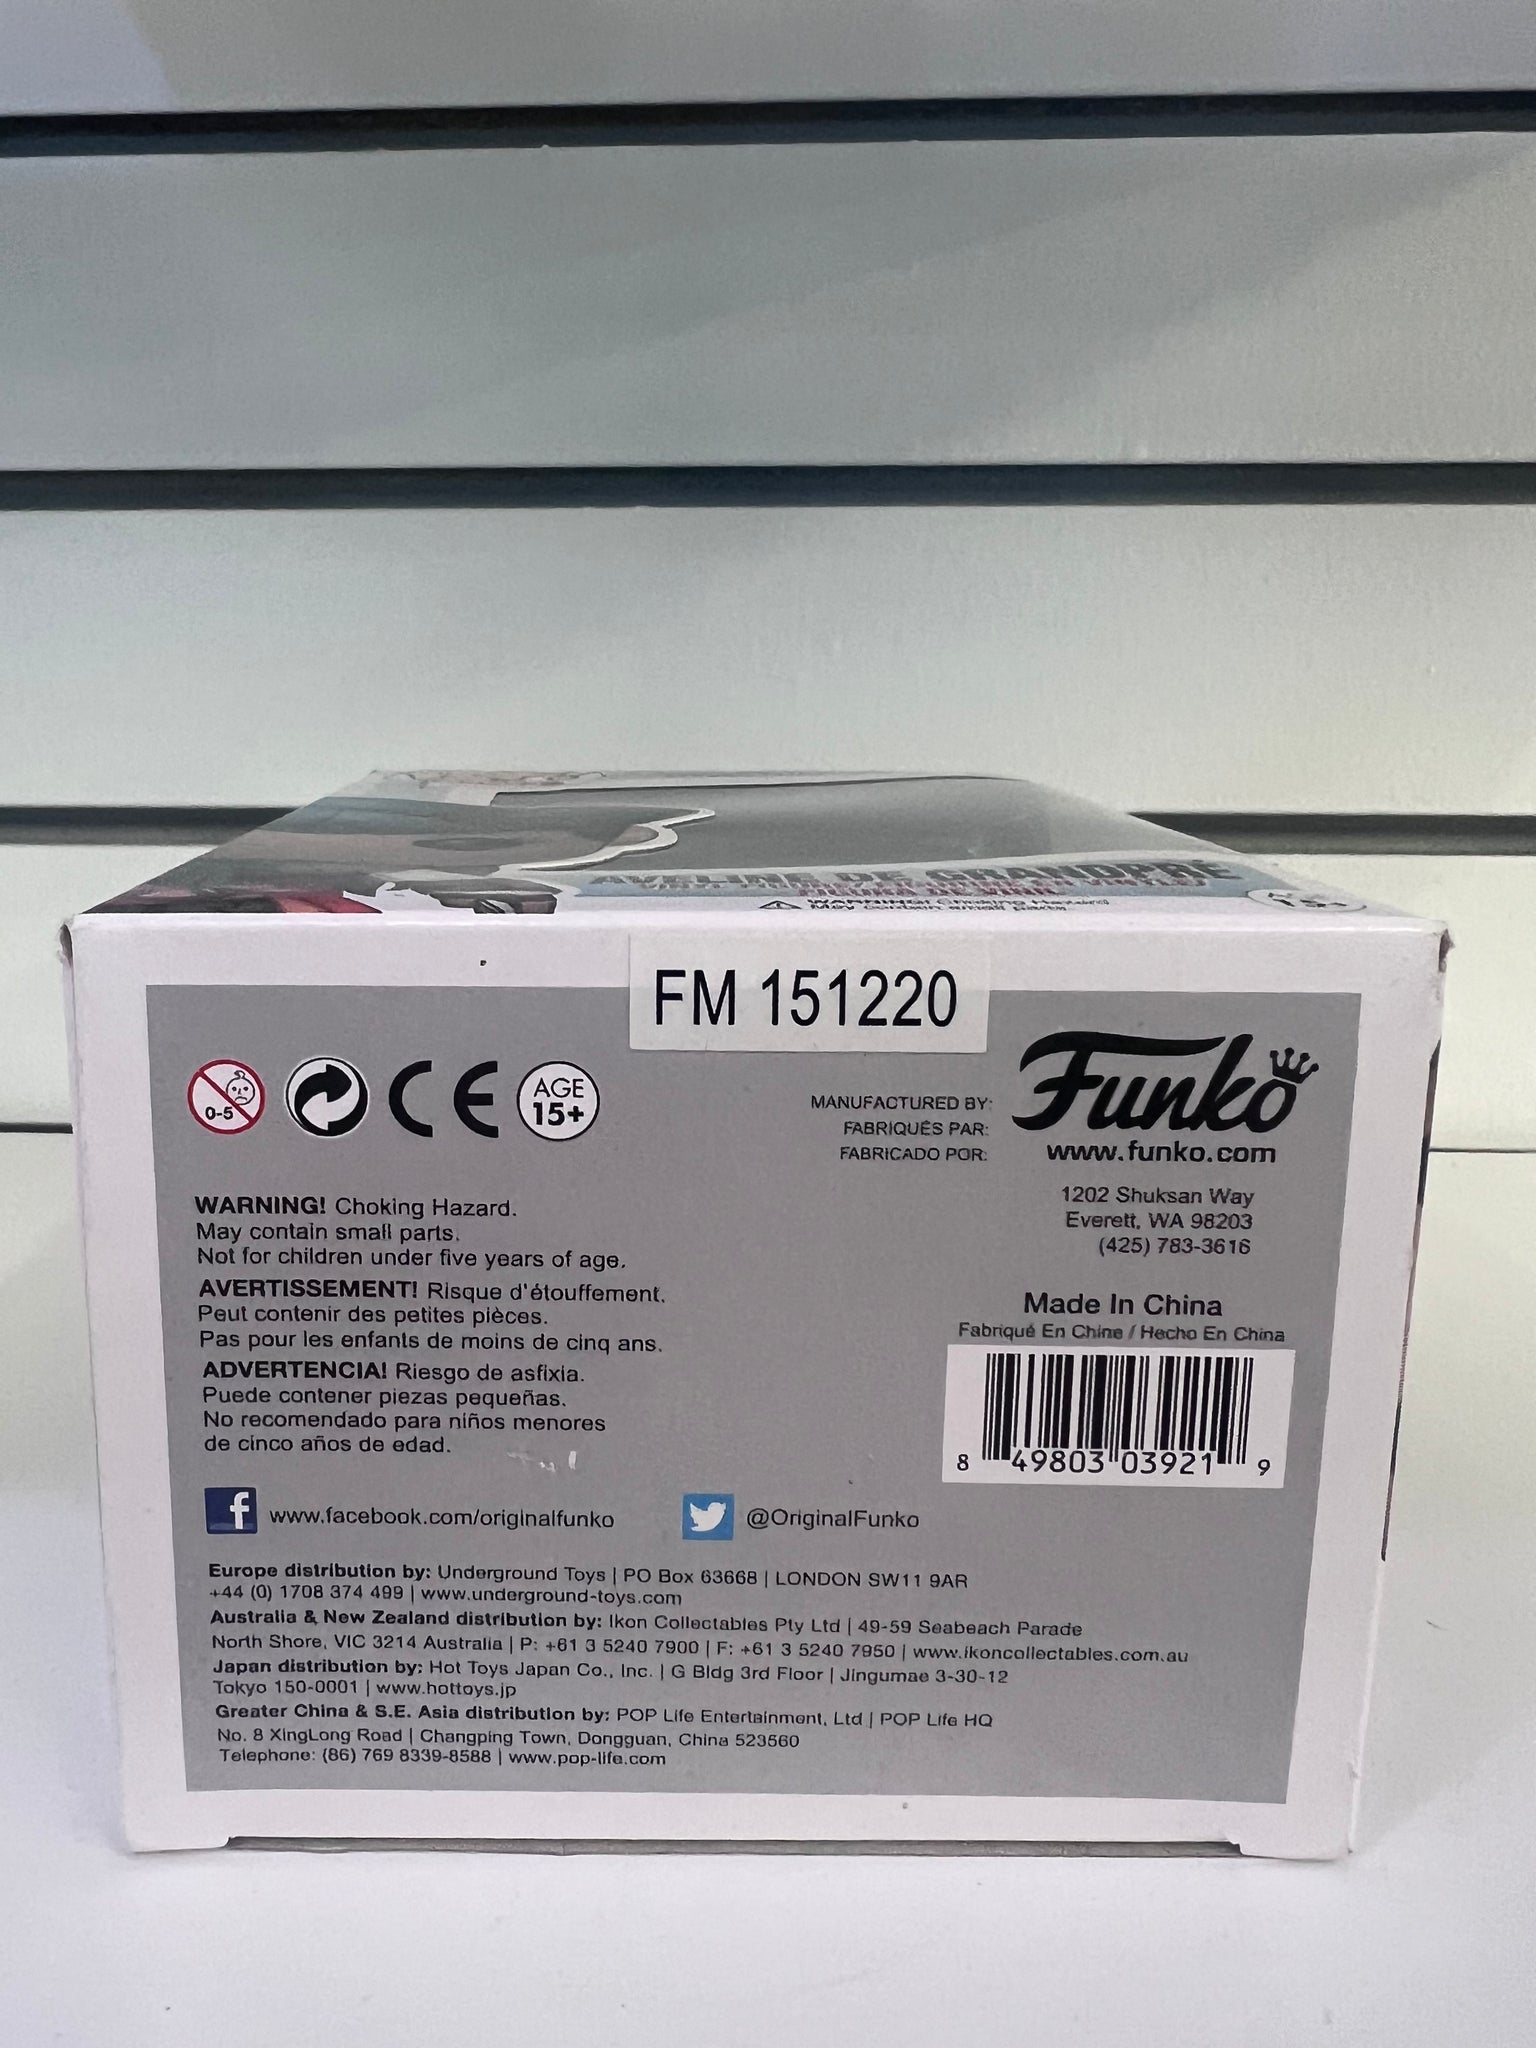 AVELINE DE GRANDPRÉ
WARNING! Choking Hazard
May contain small parts.
15+
FM 151220
0-5
CE
AGE
15+
MANUFACTURED BY:
FABRIQUÉS PAR:
FABRICADO POR:
Funko
www.funko.com
1202 Shuksan Way
Everett, WA 98203
(425) 783-3616
Made In China
Fabriqué En Chine / Hecho En China
8 49803 03921 9
WARNING! Choking Hazard.
May contain small parts.
Not for children under five years of age.
AVERTISSEMENT! Risque d'étouffement.
Peut contenir des petites pièces.
Pas pour les enfants de moins de cinq ans.
ADVERTENCIA! Riesgo de asfixia.
Puede contener piezas pequeñas.
No recomendado para niños menores
de cinco años de edad.
f www.facebook.com/originalfunko
@OriginalFunko
Europe distribution by: Underground Toys | PO Box 63668 | LONDON SW11 9AR
+44 (0) 1708 374 499 | www.underground-toys.com
Australia & New Zealand distribution by: Ikon Collectables Pty Ltd | 49-59 Seabeach Parade
North Shore, VIC 3214 Australia | P: +61 3 5240 7900 | F: +61 3 5240 7950 | www.ikoncollectables.com.au
Japan distribution by: Hot Toys Japan Co., Inc. | G Bldg 3rd Floor | Jingumae 3-30-12
Tokyo 150-0001 | www.hottoys.jp
Greater China & S.E. Asia distribution by: POP Life Entertainment, Ltd | POP Life HQ
No. 8 XingLong Road | Changping Town, Dongguan, China 523560
Telephone: (86) 769 8339-8588 | www.pop-life.com